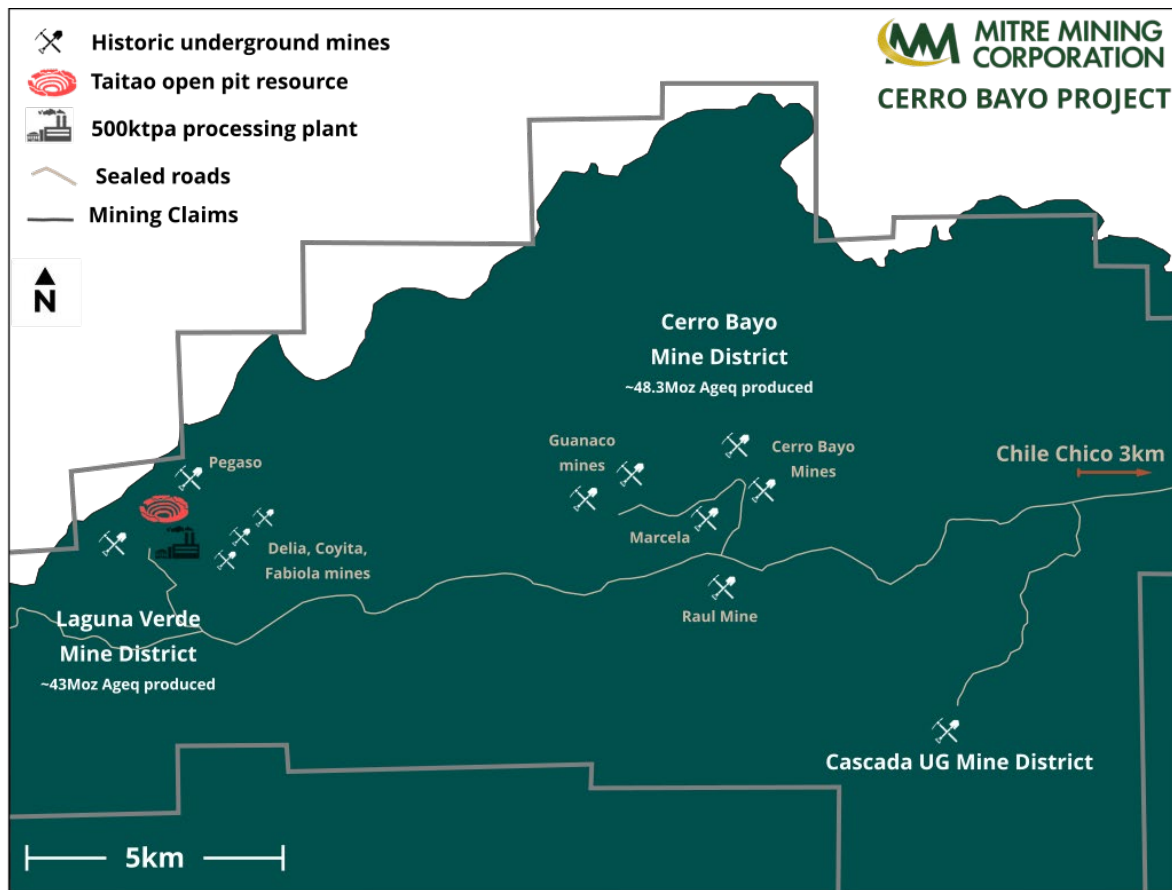 Historic underground mines
Taitao open pit resource
500ktpa processing plant
Sealed roads
Mining Claims
N
MITRE MINING
CORPORATION
CERRO BAYO PROJECT
Cerro Bayo
Mine District
~48.3Moz Ageq produced
Pegaso
Guanaco
mines
Cerro Bayo
Mines
Chile Chico 3km
Marcela
Delia, Coyita,
Fabiola mines
Raul Mine
Laguna Verde
Mine District
~43Moz Ageq produced
Cascada UG Mine District
5km